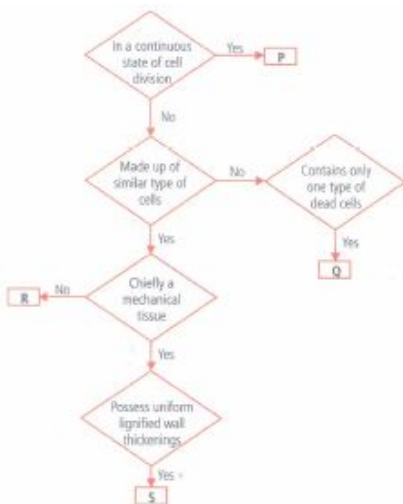 In a continuous
state of cell
division
Yes
P
No
Made up of
similar type of
cells
No
Contains only
one type of
dead cells
Yes
Yes
Q
Chiefly a
mechanical
tissue
No
R
Yes
Possess uniform
lignified wall
thickenings
Yes
S